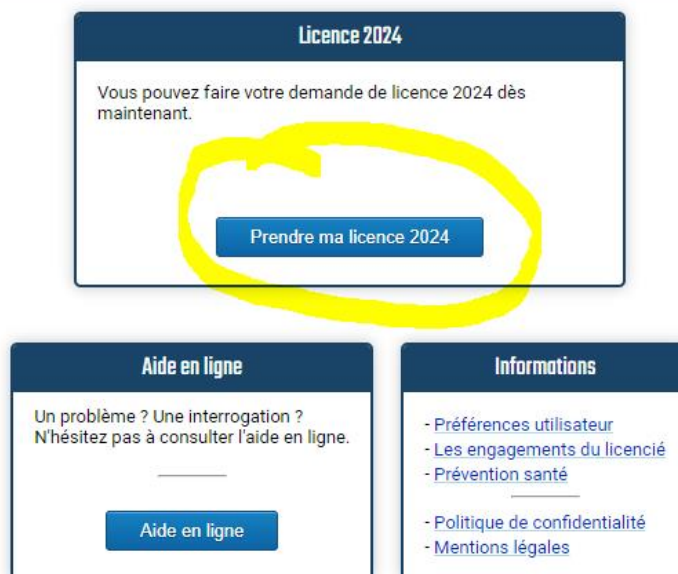 Licence 2024
Vous pouvez faire votre demande de licence 2024 dès
maintenant.
Prendre ma licence 2024
Aide en ligne
Un problème ? Une interrogation ?
N'hésitez pas à consulter l'aide en ligne.
Aide en ligne
Informations
- Préférences utilisateur
- Les engagements du licencié
- Prévention santé
- Politique de confidentialité
- Mentions légales